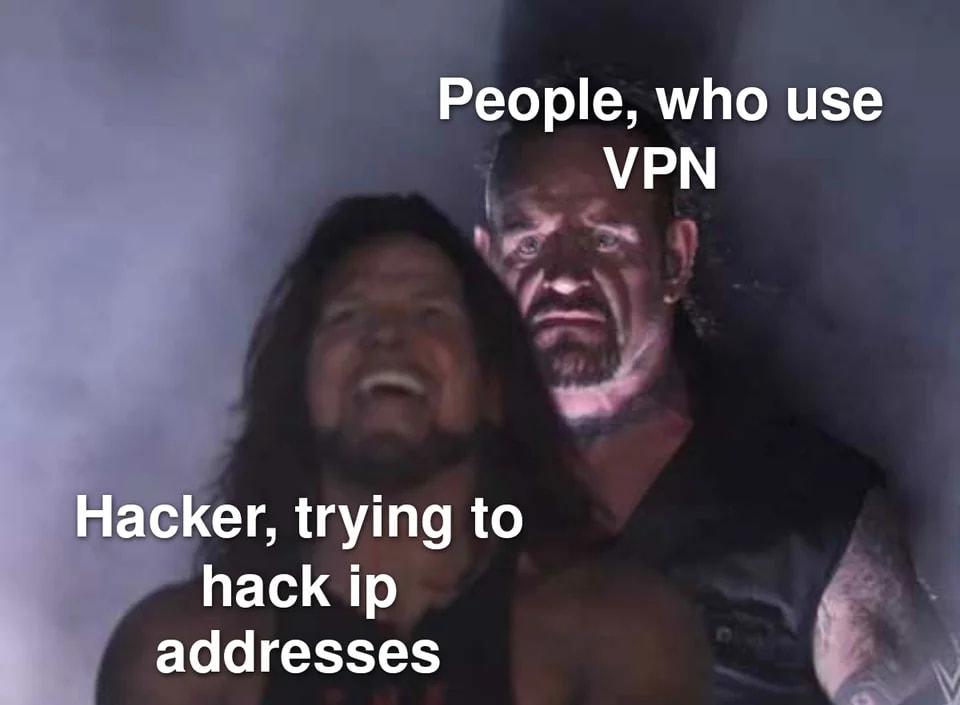 People, who use
VPN
Hacker, trying to
hack ip
addresses